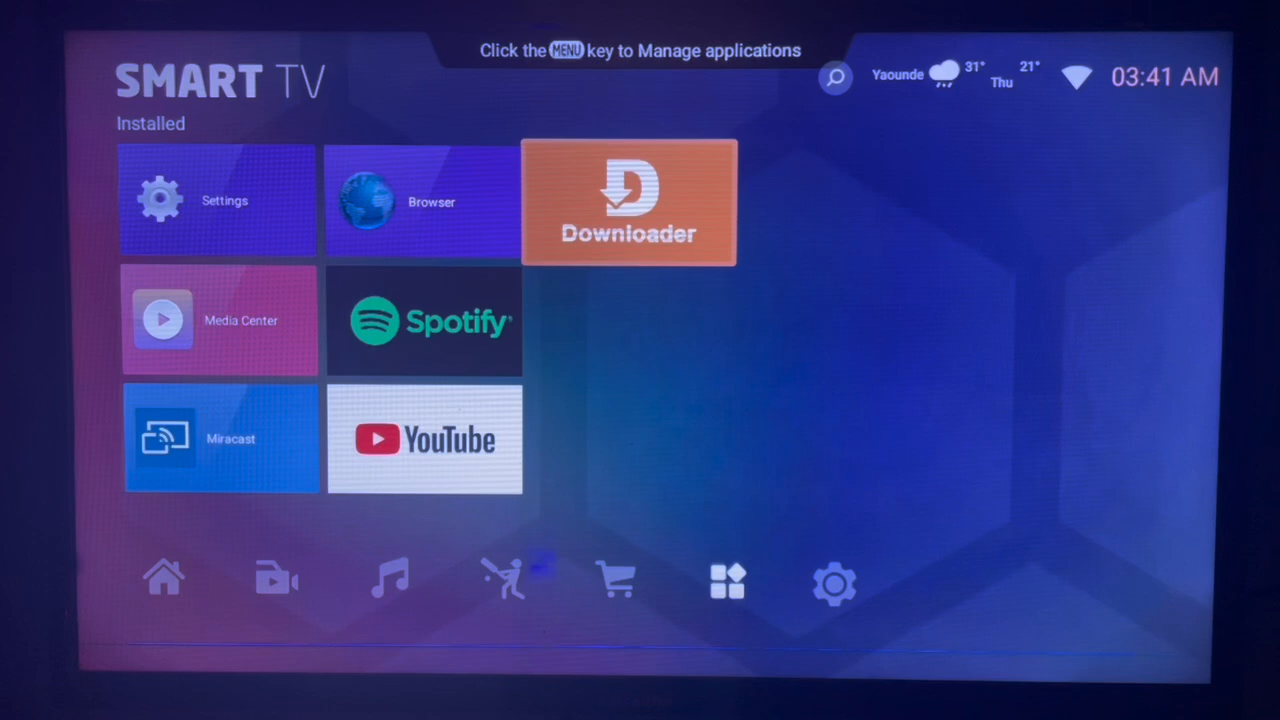 Click the MENU key to Manage applications
SMART TV
Yaounde 31° Thu 21° 03:41 AM
Installed
Settings
Browser
D
Downloader
Media Center
Spotify
Miracast
YouTube